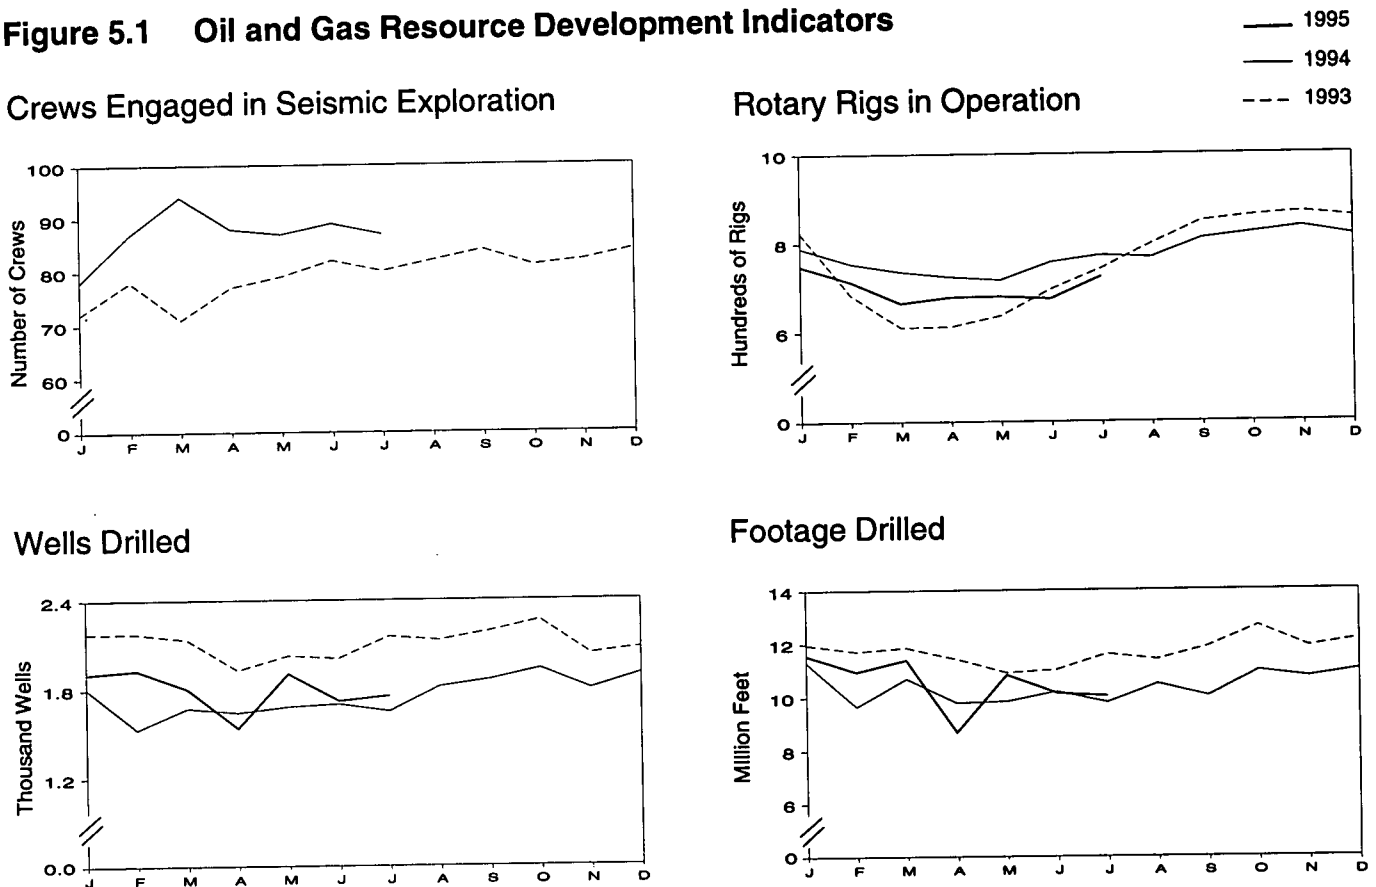 Figure 5.1 Oil and Gas Resource Development Indicators
1995
1994
1993
Crews Engaged in Seismic Exploration
Number of Crews
100
90
80
70
60
0
J F M A M J J A S O N D
Rotary Rigs in Operation
Hundreds of Rigs
10
8
6
0
J F M A M J J A S O N D
Wells Drilled
Thousand Wells
2.4
1.8
1.2
0.0
J F M A M J J A S O N D
Footage Drilled
Million Feet
14
12
10
8
6
0
J F M A M J J A S O N D